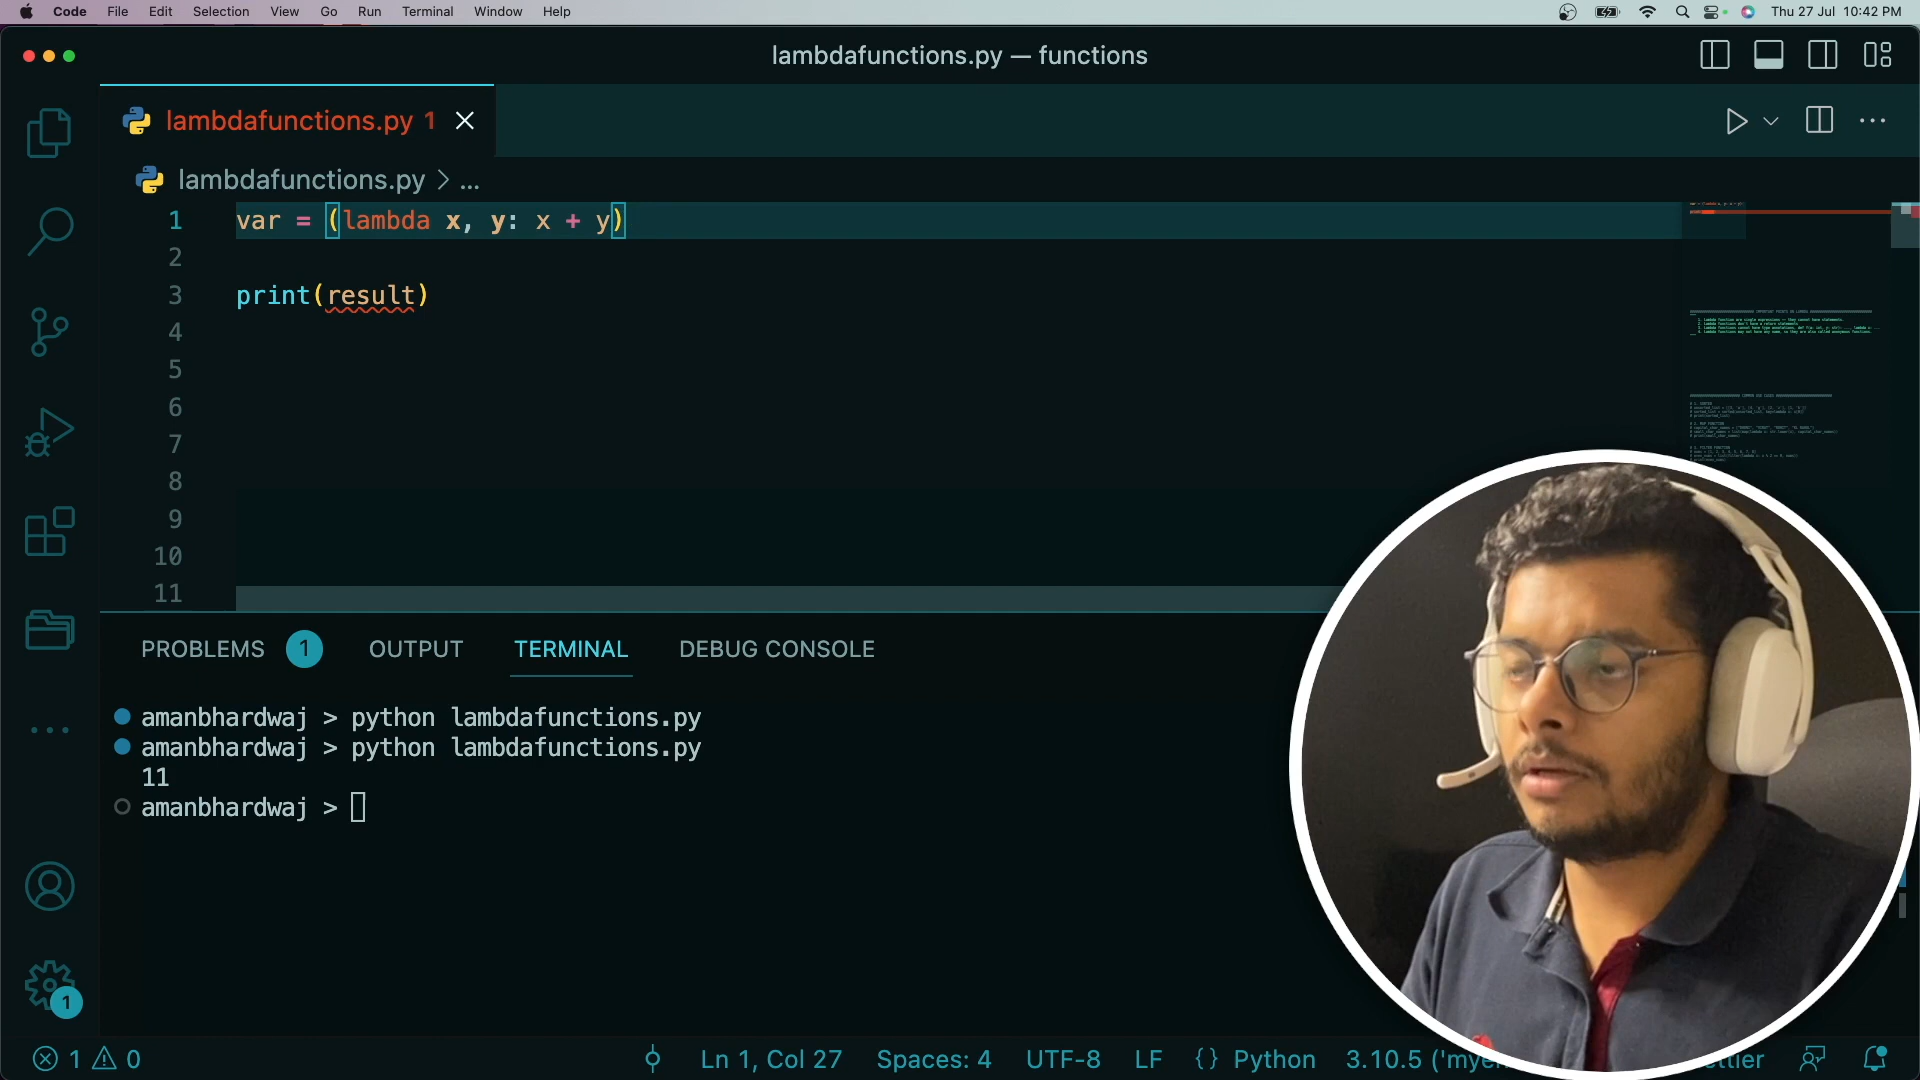 Code File Edit Selection View Go Run Terminal Window Help Thu 27 Jul 10:42 PM
lambdafunctions.py — functions
lambdafunctions.py 1
lambdafunctions.py > ...
1 var = (lambda x, y: x + y)
2
3 print(result)
4
5
6
7
8
9
10
11
PROBLEMS 1 OUTPUT TERMINAL DEBUG CONSOLE
amanbhardwaj > python lambdafunctions.py
amanbhardwaj > python lambdafunctions.py
11
amanbhardwaj >
1
1 0 Ln 1, Col 27 Spaces: 4 UTF-8 LF {} Python 3.10.5